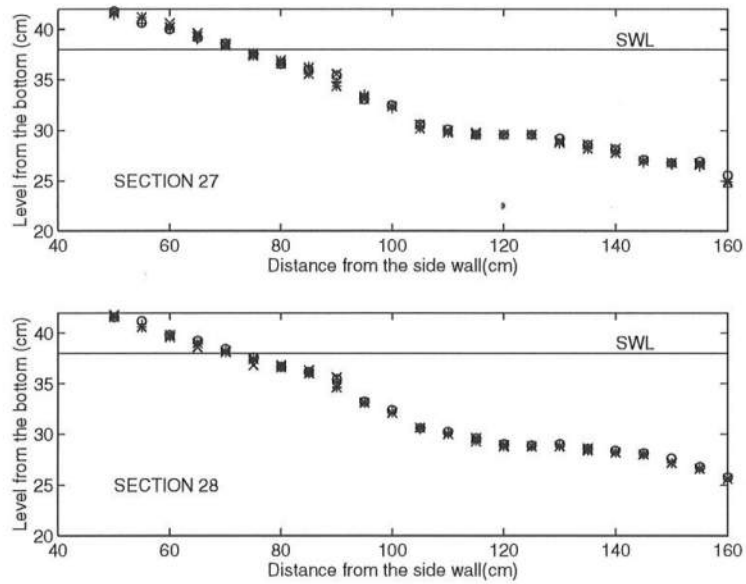 40
35
30
25
20
Level from the bottom (cm)
SWL
SECTION 27
40 60 80 100 120 140 160
Distance from the side wall(cm)
40
35
30
25
20
Level from the bottom (cm)
SWL
SECTION 28
40 60 80 100 120 140 160
Distance from the side wall(cm)